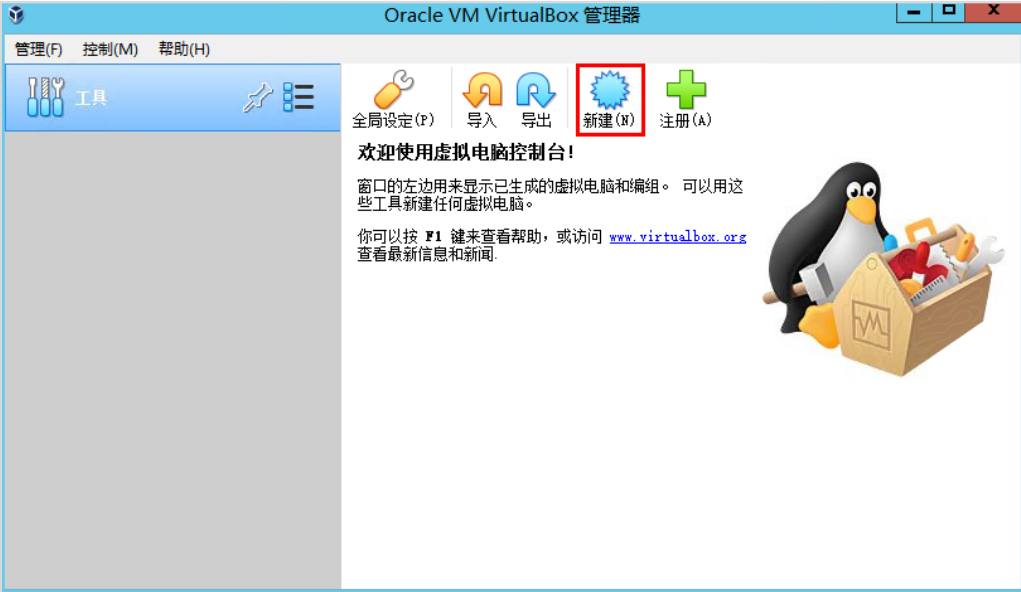 Oracle VM VirtualBox 管理器
管理(F) 控制(M) 帮助(H)
工具
全局设定(P) 导入 导出 新建(N) 注册(A)
欢迎使用虚拟电脑控制台!
窗口的左边用来显示已生成的虚拟电脑和编组。 可以用这
些工具新建任何虚拟电脑。
你可以按 F1 键来查看帮助，或访问 www.virtualbox.org
查看最新信息和新闻.